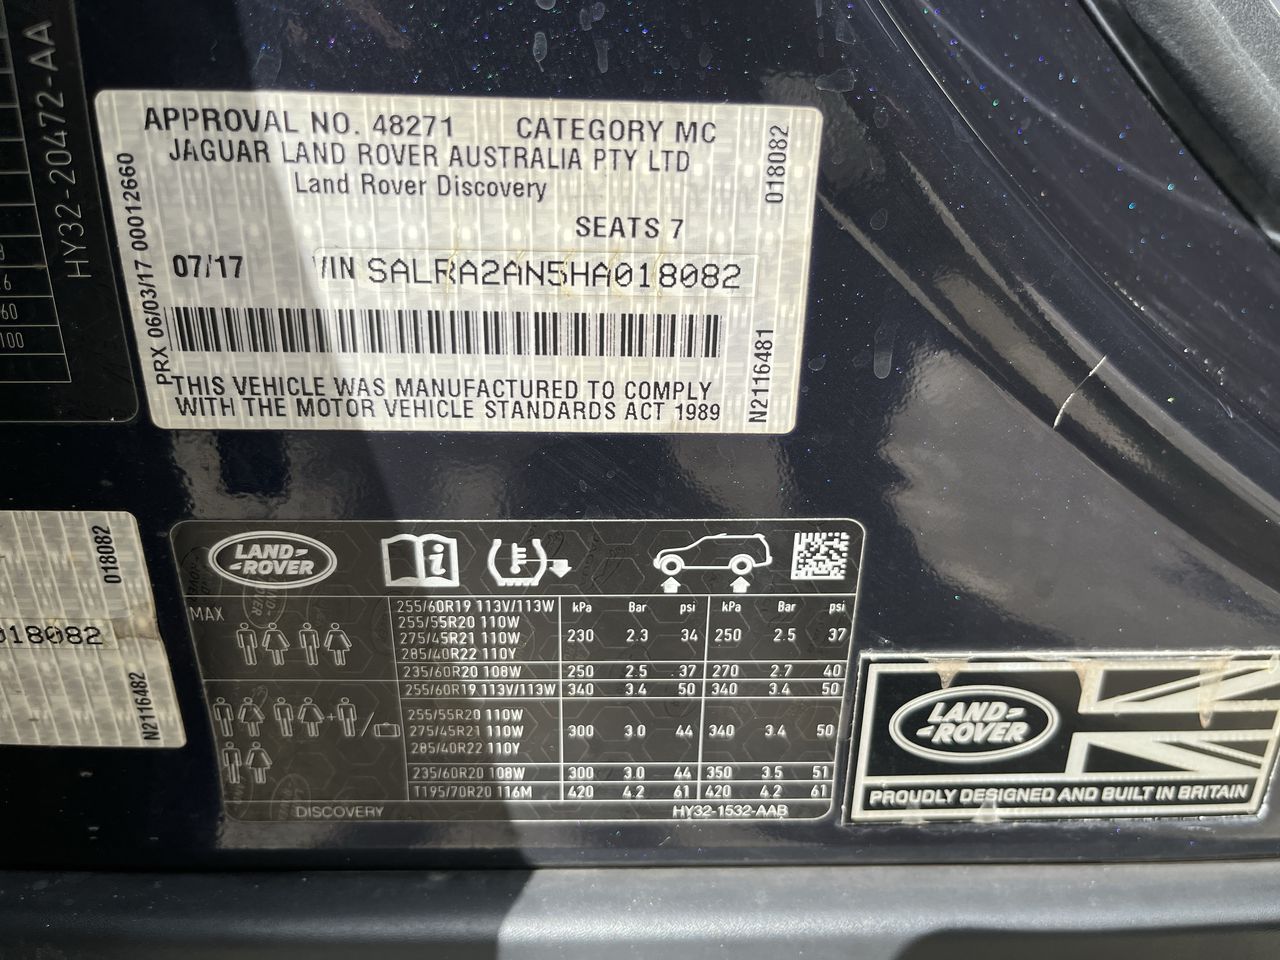 HY32-20472-AA
60
100
APPROVAL NO. 48271 CATEGORY MC
JAGUAR LAND ROVER AUSTRALIA PTY LTD
Land Rover Discovery
SEATS 7
07/17 VIN SALRA2AN5HA018082
THIS VEHICLE WAS MANUFACTURED TO COMPLY
WITH THE MOTOR VEHICLE STANDARDS ACT 1989
PRX 06/03/17 00012660
018082
N2116481
018082
018082
N2116482
LAND-
-ROVER
MAX
255/60R19 113V/113W kPa Bar psi kPa Bar psi
255/55R20 110W
275/45R21 110W 230 2.3 34 250 2.5 37
285/40R22 110Y
235/60R20 108W 250 2.5 37 270 2.7 40
255/60R19 113V/113W 340 3.4 50 340 3.4 50
255/55R20 110W
275/45R21 110W 300 3.0 44 340 3.4 50
285/40R22 110Y
235/60R20 108W 300 3.0 44 350 3.5 51
T195/70R20 116M 420 4.2 61 420 4.2 61
DISCOVERY HY32-1532-AAB
LAND-
-ROVER
PROUDLY DESIGNED AND BUILT IN BRITAIN